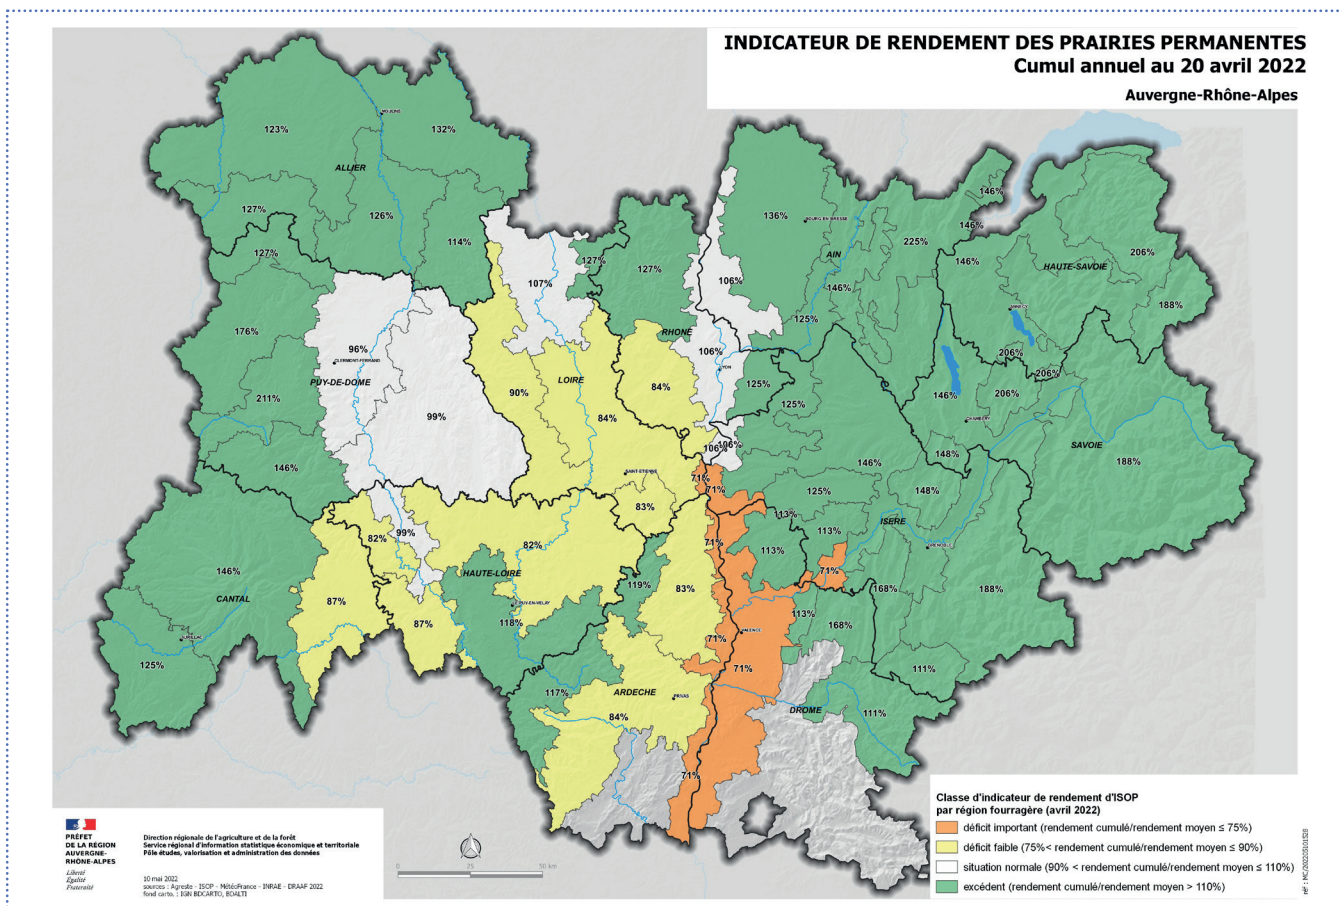 INDICATEUR DE RENDEMENT DES PRAIRIES PERMANENTES
Cumul annuel au 20 avril 2022
Auvergne-Rhône-Alpes
MOULINS
123%
132%
ALLIER
127%
126%
114%
127%
176%
96%
CLERMONT-FERRAND
PUY-DE-DOME
211%
99%
146%
107%
127%
127%
RHONE
90%
LOIRE
84%
84%
SAINT-ETIENNE
83%
136%
BOURG-EN-BRESSE
106%
106%
LYON
106%
106%
AIN
225%
146%
146%
146%
146%
125%
125%
125%
HAUTE-SAVOIE
206%
188%
ANNECY
206%
206%
206%
146%
CHAMBERY
148%
SAVOIE
188%
146%
125%
148%
ISERE
GRENOBLE
113%
113%
113%
71%
71%
71%
71%
168%
188%
113%
168%
111%
111%
146%
CANTAL
AURILLAC
125%
87%
82%
99%
82%
HAUTE-LOIRE
87%
118%
119%
83%
71%
VALENCE
71%
117%
ARDECHE
PRIVAS
84%
DROME
71%
PRÉFET
DE LA RÉGION
AUVERGNE-
RHÔNE-ALPES
Liberté
Égalité
Fraternité
Direction régionale de l'agriculture et de la forêt
Service régional d'information statistique économique et territoriale
Pôle études, valorisation et administration des données
10 mai 2022
sources : Agreste - ISOP - MétéoFrance - INRAE - DRAAF 2022
fond carto. : IGN BDCARTO, BDALTI
0 25 50 km
Classe d'indicateur de rendement d'ISOP
par région fourragère (avril 2022)
déficit important (rendement cumulé/rendement moyen ≤ 75%)
déficit faible (75%< rendement cumulé/rendement moyen ≤ 90%)
situation normale (90% < rendement cumulé/rendement moyen ≤ 110%)
excédent (rendement cumulé/rendement moyen > 110%)